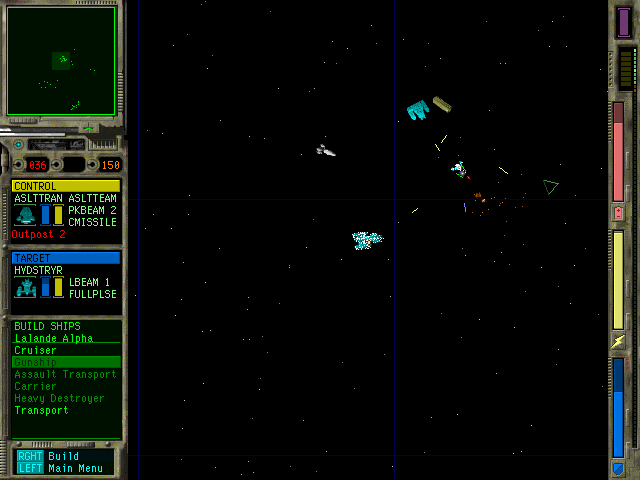 036 150
CONTROL
ASLTTRAN ASLTTEAM
PKBEAM 2
CMISSILE
Outpost 2
TARGET
HVDSTRYR
LBEAM 1
FULLPLSE
BUILD SHIPS
Lalande Alpha
Cruiser
Gunship
Assault Transport
Carrier
Heavy Destroyer
Transport
RGHT Build
LEFT Main Menu